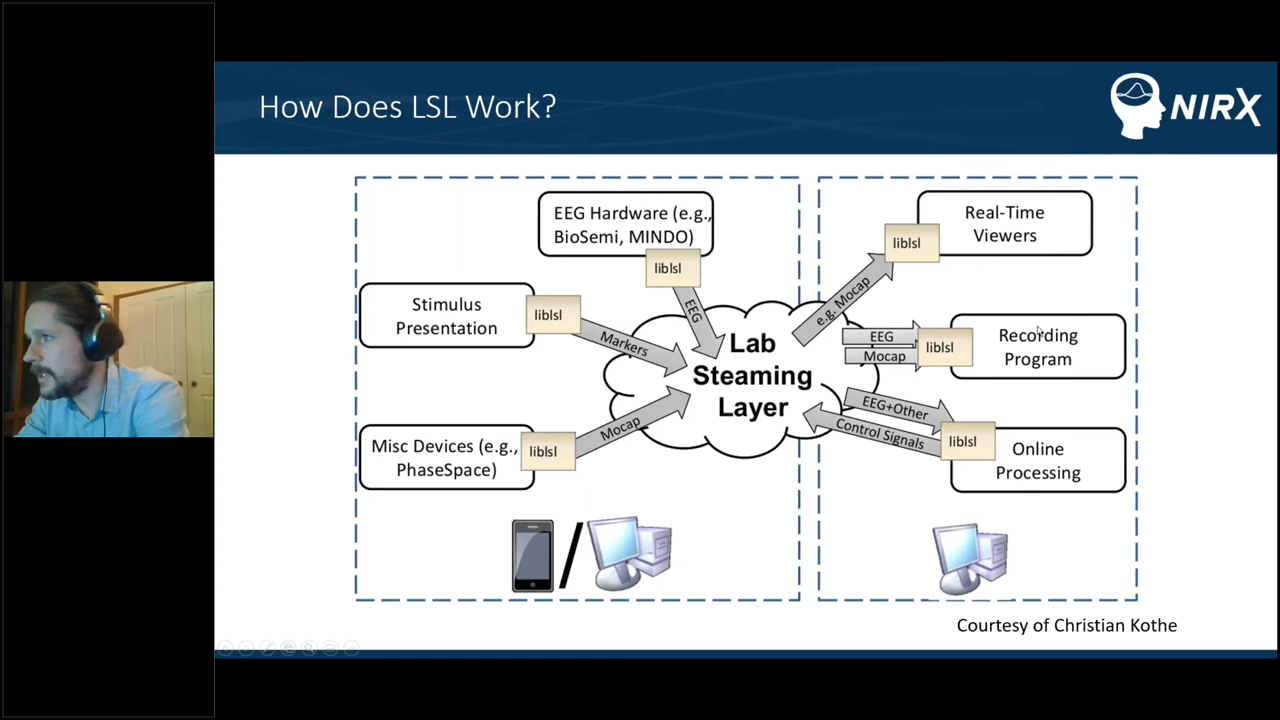 How Does LSL Work?
NIRX
EEG Hardware (e.g.,
BioSemi, MINDO)
liblsl
EEG
Stimulus
Presentation
liblsl
Markers
Misc Devices (e.g.,
PhaseSpace)
liblsl
Mocap
Lab
Steaming
Layer
Real-Time
Viewers
liblsl
e.g. Mocap
Recording
Program
liblsl
EEG
Mocap
Online
Processing
liblsl
EEG+Other
Control Signals
/
Courtesy of Christian Kothe